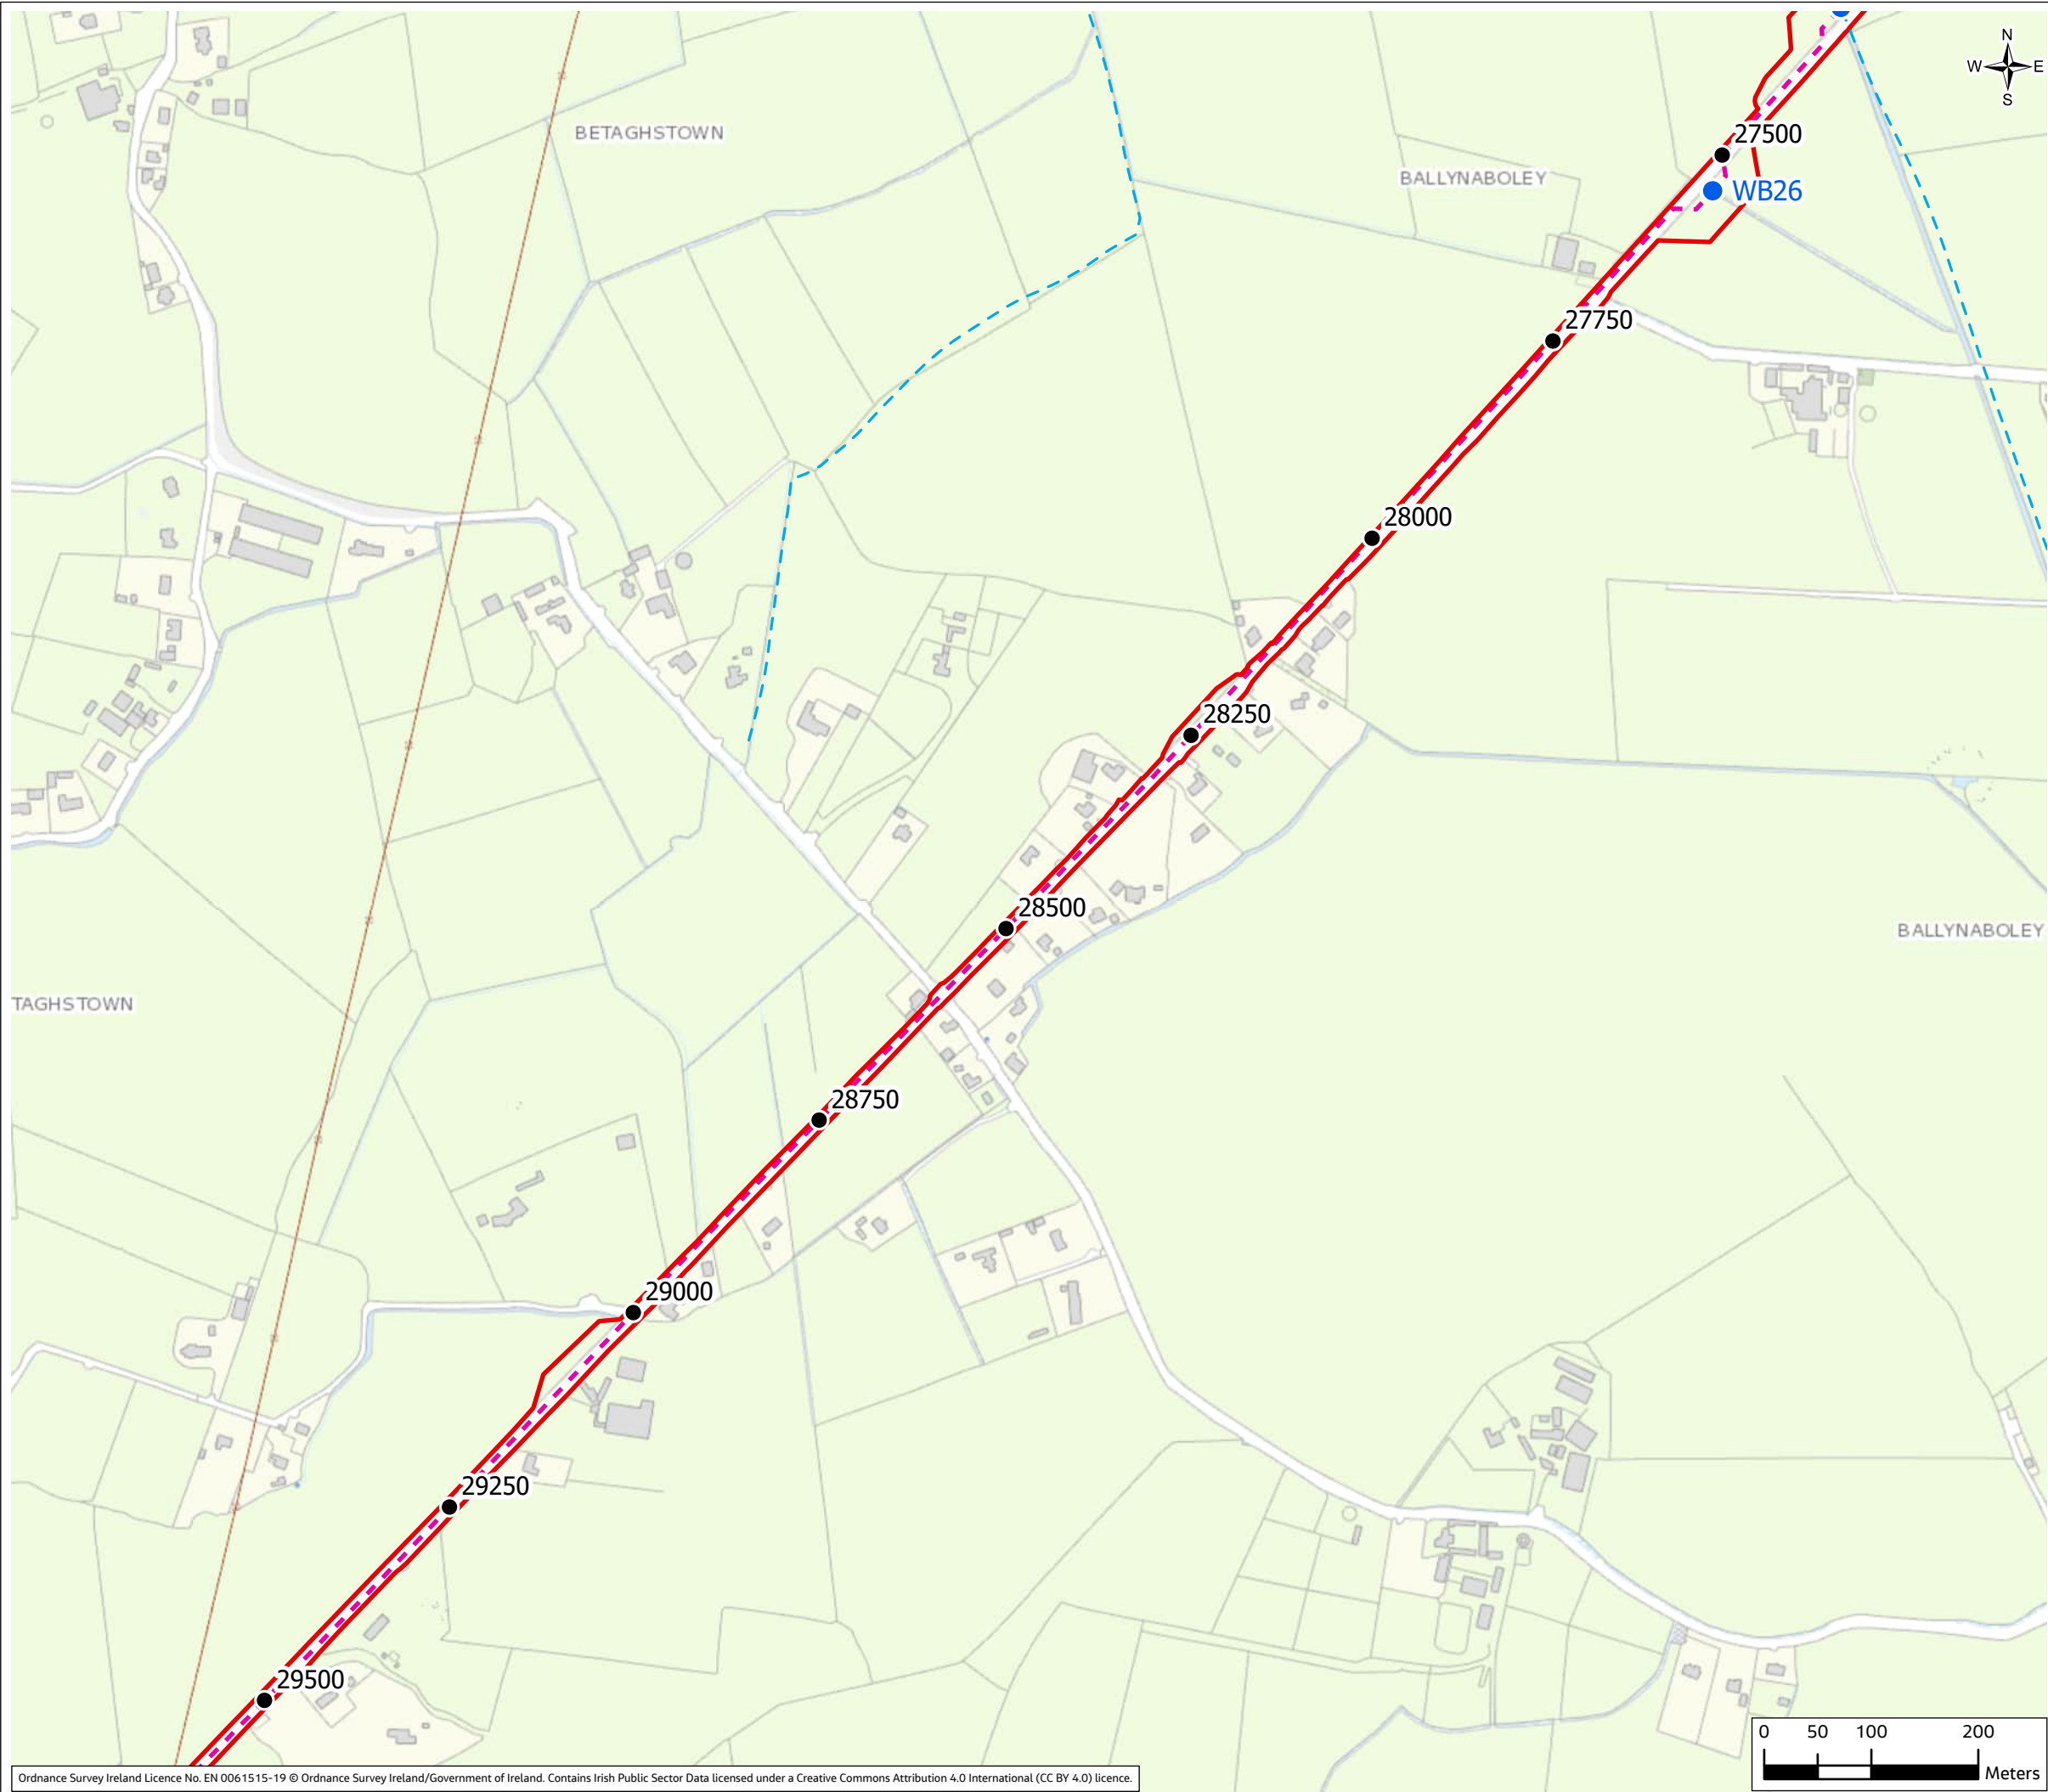 N
W E
S
BETAGHSTOWN
27500
BALLYNABOLEY
WB26
27750
28000
28250
28500
BALLYNABOLEY
TAGHSTOWN
28750
29000
29250
29500
0 50 100 200
Meters
Ordnance Survey Ireland Licence No. EN 0061515-19 © Ordnance Survey Ireland/Government of Ireland. Contains Irish Public Sector Data licensed under a Creative Commons Attribution 4.0 International (CC BY 4.0) licence.